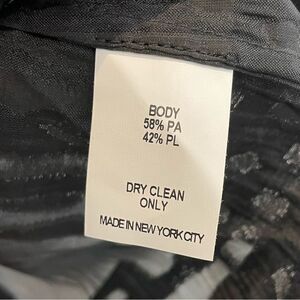 BODY
58% PA
42% PL
DRY CLEAN
ONLY
MADE IN NEW YORK CITY